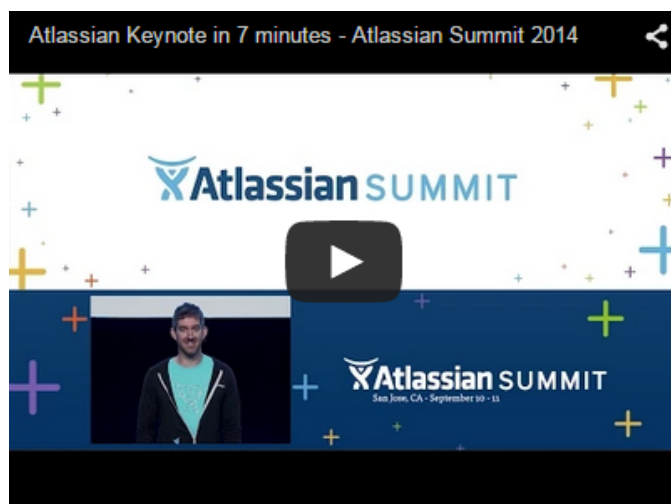 Atlassian Keynote in 7 minutes - Atlassian Summit 2014
Atlassian SUMMIT
Atlassian SUMMIT
San Jose, CA - September 10 - 11